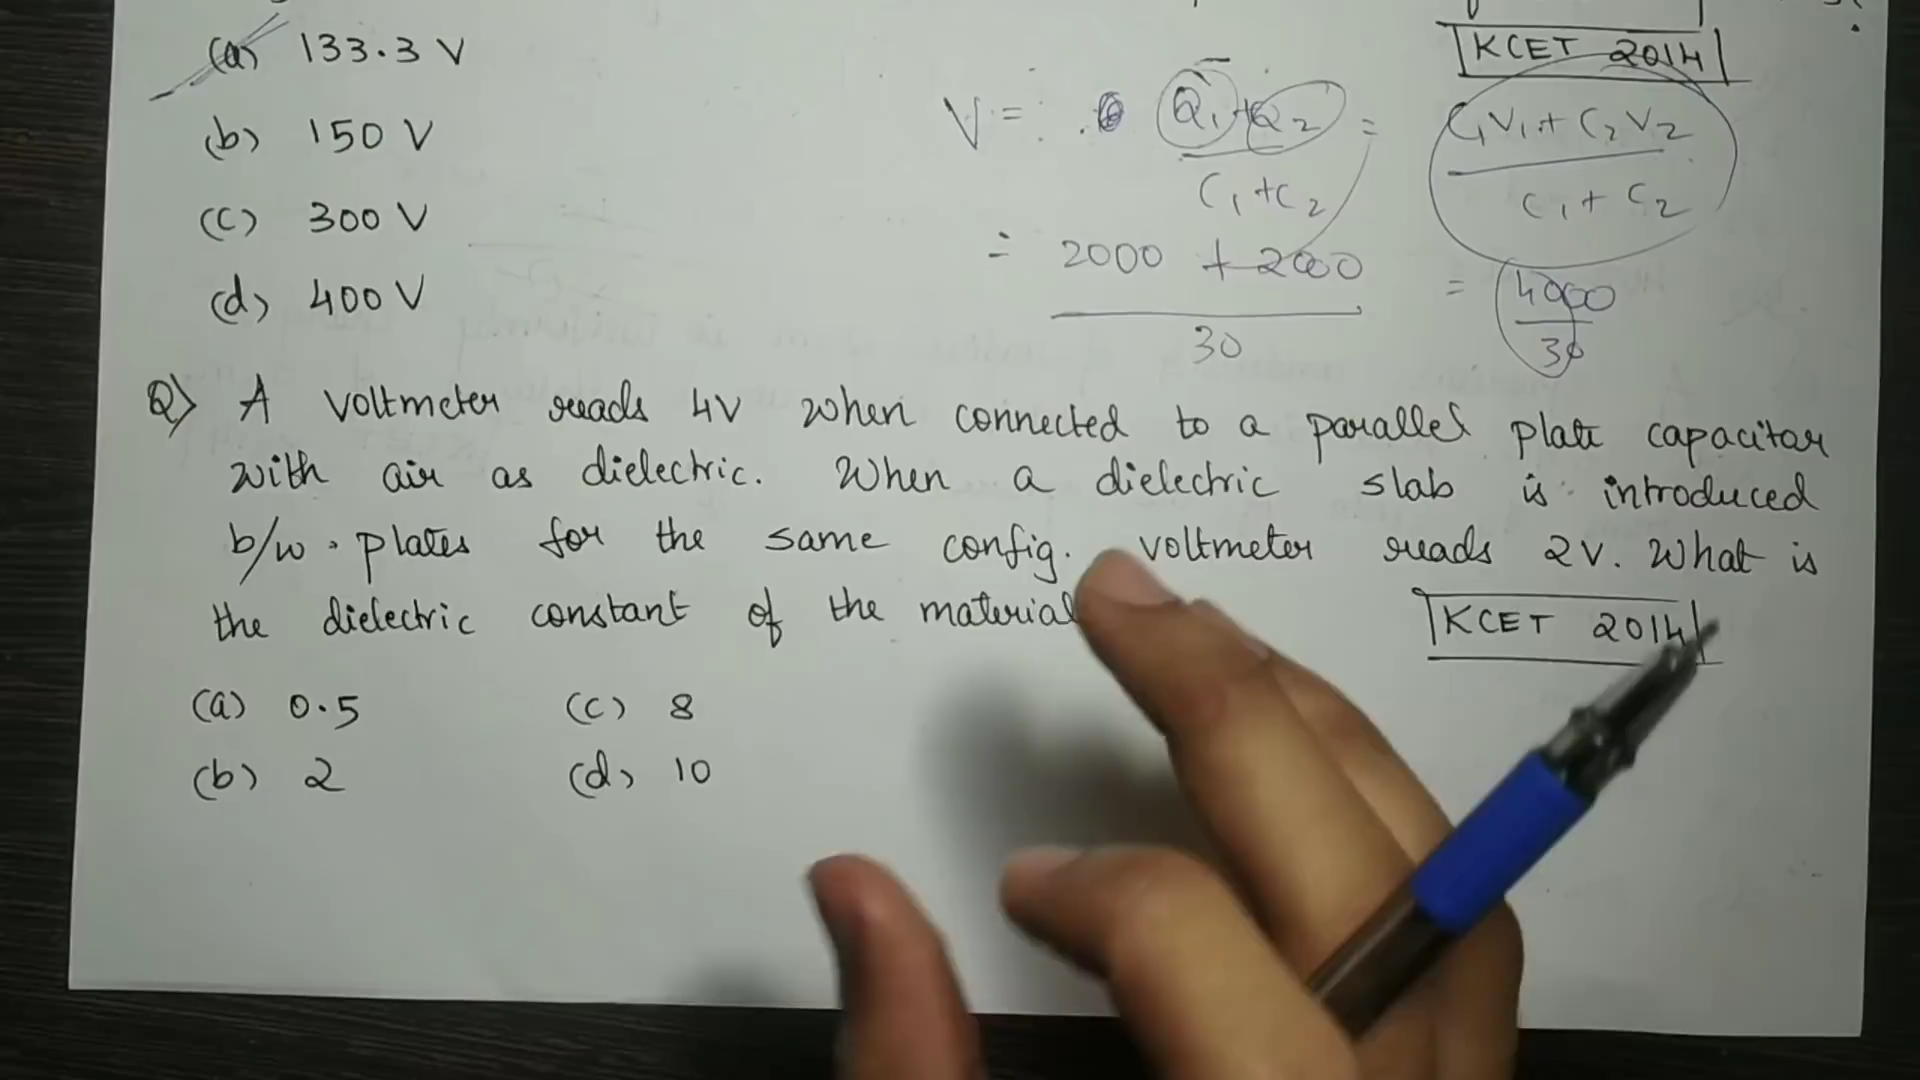 KCET 2014
(a) 133.3 V
(b) 150 V
(c) 300 V
(d) 400 V
V = Q1 + Q2 / C1 + C2 = C1V1 + C2V2 / C1 + C2
= 2000 + 2000 / 30 = 4000 / 30
Q) A voltmeter reads 4V when connected to a parallel plate capacitor
with air as dielectric. When a dielectric slab is introduced
b/w plates for the same config. voltmeter reads 2V. What is
the dielectric constant of the material
KCET 2014
(a) 0.5 (c) 8
(b) 2 (d) 10